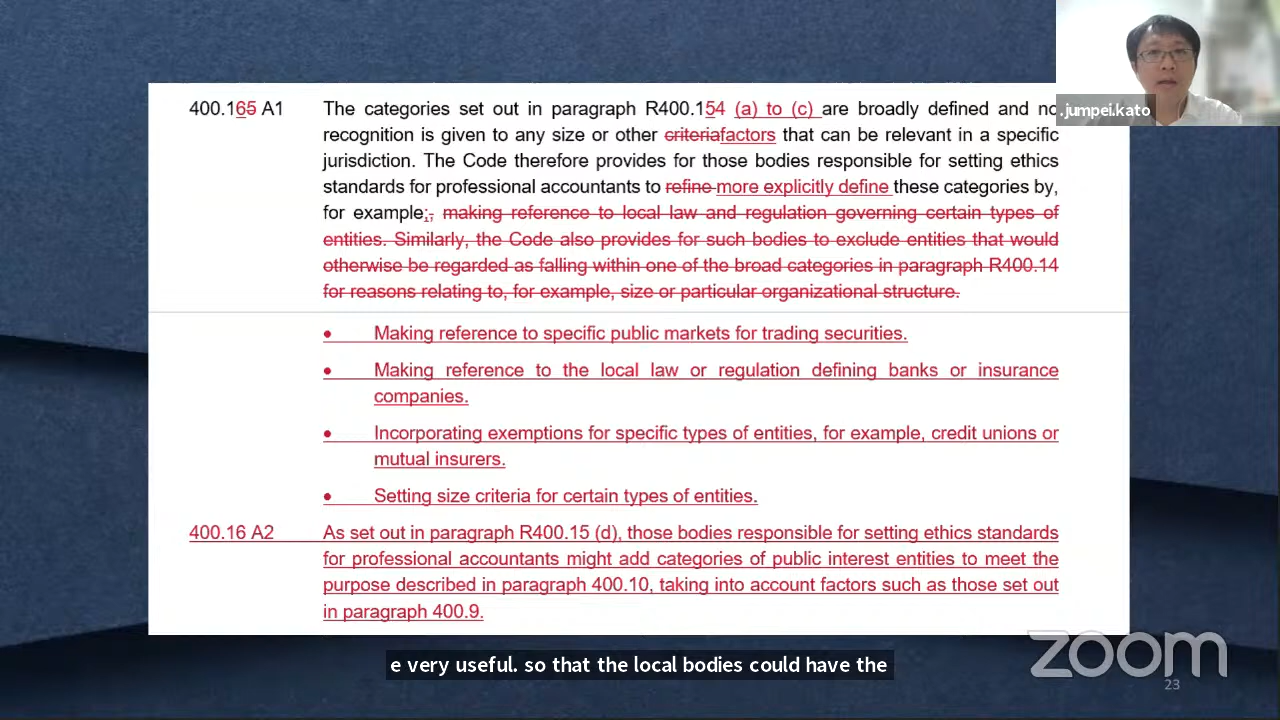 .jumpei.kato
400.165 A1 The categories set out in paragraph R400.154 (a) to (c) are broadly defined and no
recognition is given to any size or other criteriafactors that can be relevant in a specific
jurisdiction. The Code therefore provides for those bodies responsible for setting ethics
standards for professional accountants to refine more explicitly define these categories by,
for example:, making reference to local law and regulation governing certain types of
entities. Similarly, the Code also provides for such bodies to exclude entities that would
otherwise be regarded as falling within one of the broad categories in paragraph R400.14
for reasons relating to, for example, size or particular organizational structure.
• Making reference to specific public markets for trading securities.
• Making reference to the local law or regulation defining banks or insurance
companies.
• Incorporating exemptions for specific types of entities, for example, credit unions or
mutual insurers.
• Setting size criteria for certain types of entities.
400.16 A2 As set out in paragraph R400.15 (d), those bodies responsible for setting ethics standards
for professional accountants might add categories of public interest entities to meet the
purpose described in paragraph 400.10, taking into account factors such as those set out
in paragraph 400.9.
e very useful. so that the local bodies could have the
zoom
23